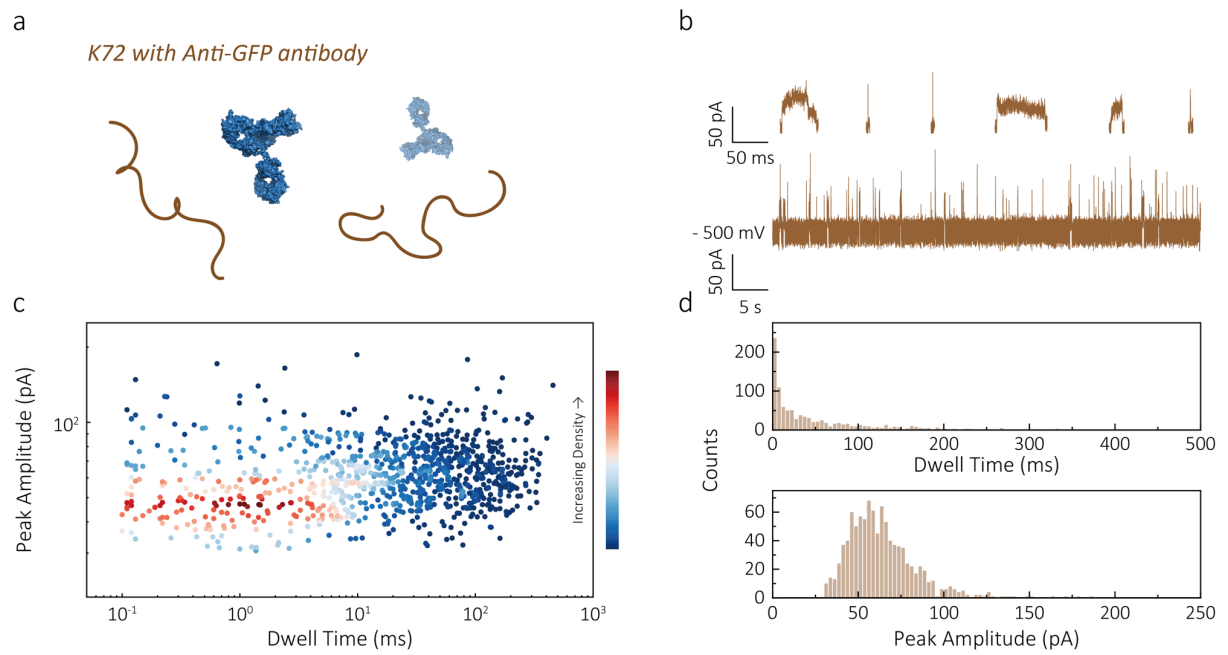 a
K72 with Anti-GFP antibody
b
50 pA
50 ms
- 500 mV
50 pA
5 s
c
Peak Amplitude (pA)
10²
10⁻¹
10⁰
10¹
10²
10³
Dwell Time (ms)
Increasing Density →
d
Counts
200
100
0
0
100
200
300
400
500
Dwell Time (ms)
60
40
20
0
0
50
100
150
200
250
Peak Amplitude (pA)